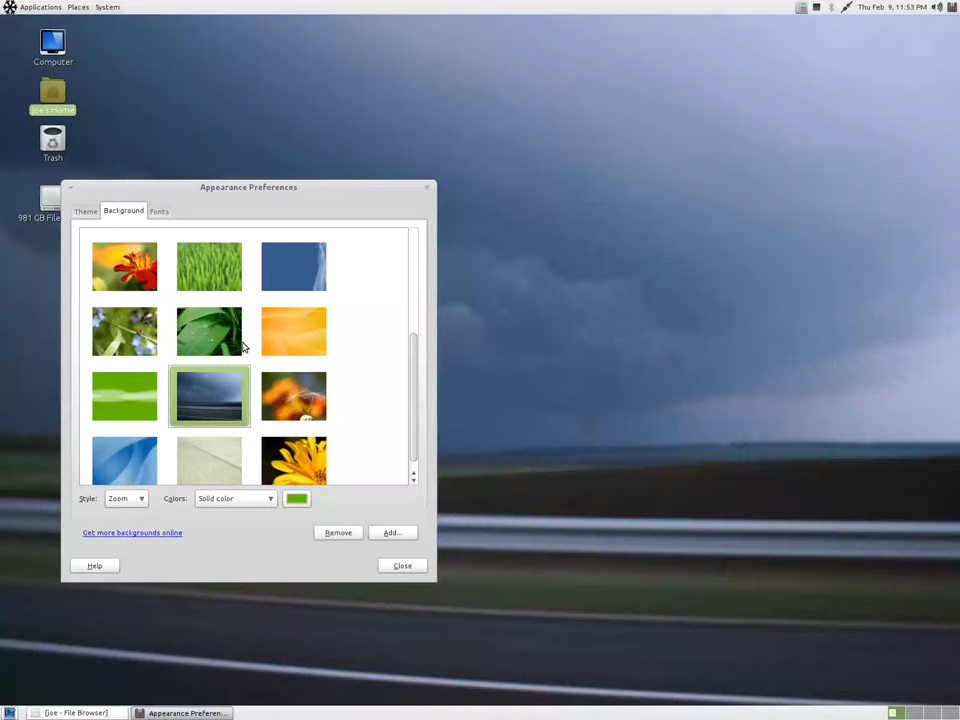 Applications Places System
Thu Feb 9, 11:53 PM
Computer
Joe's Home
Trash
981 GB File
Appearance Preferences
Theme Background Fonts
Style: Zoom Colors: Solid color
Get more backgrounds online
Remove Add...
Help Close
[joe - File Browser] Appearance Preferen...